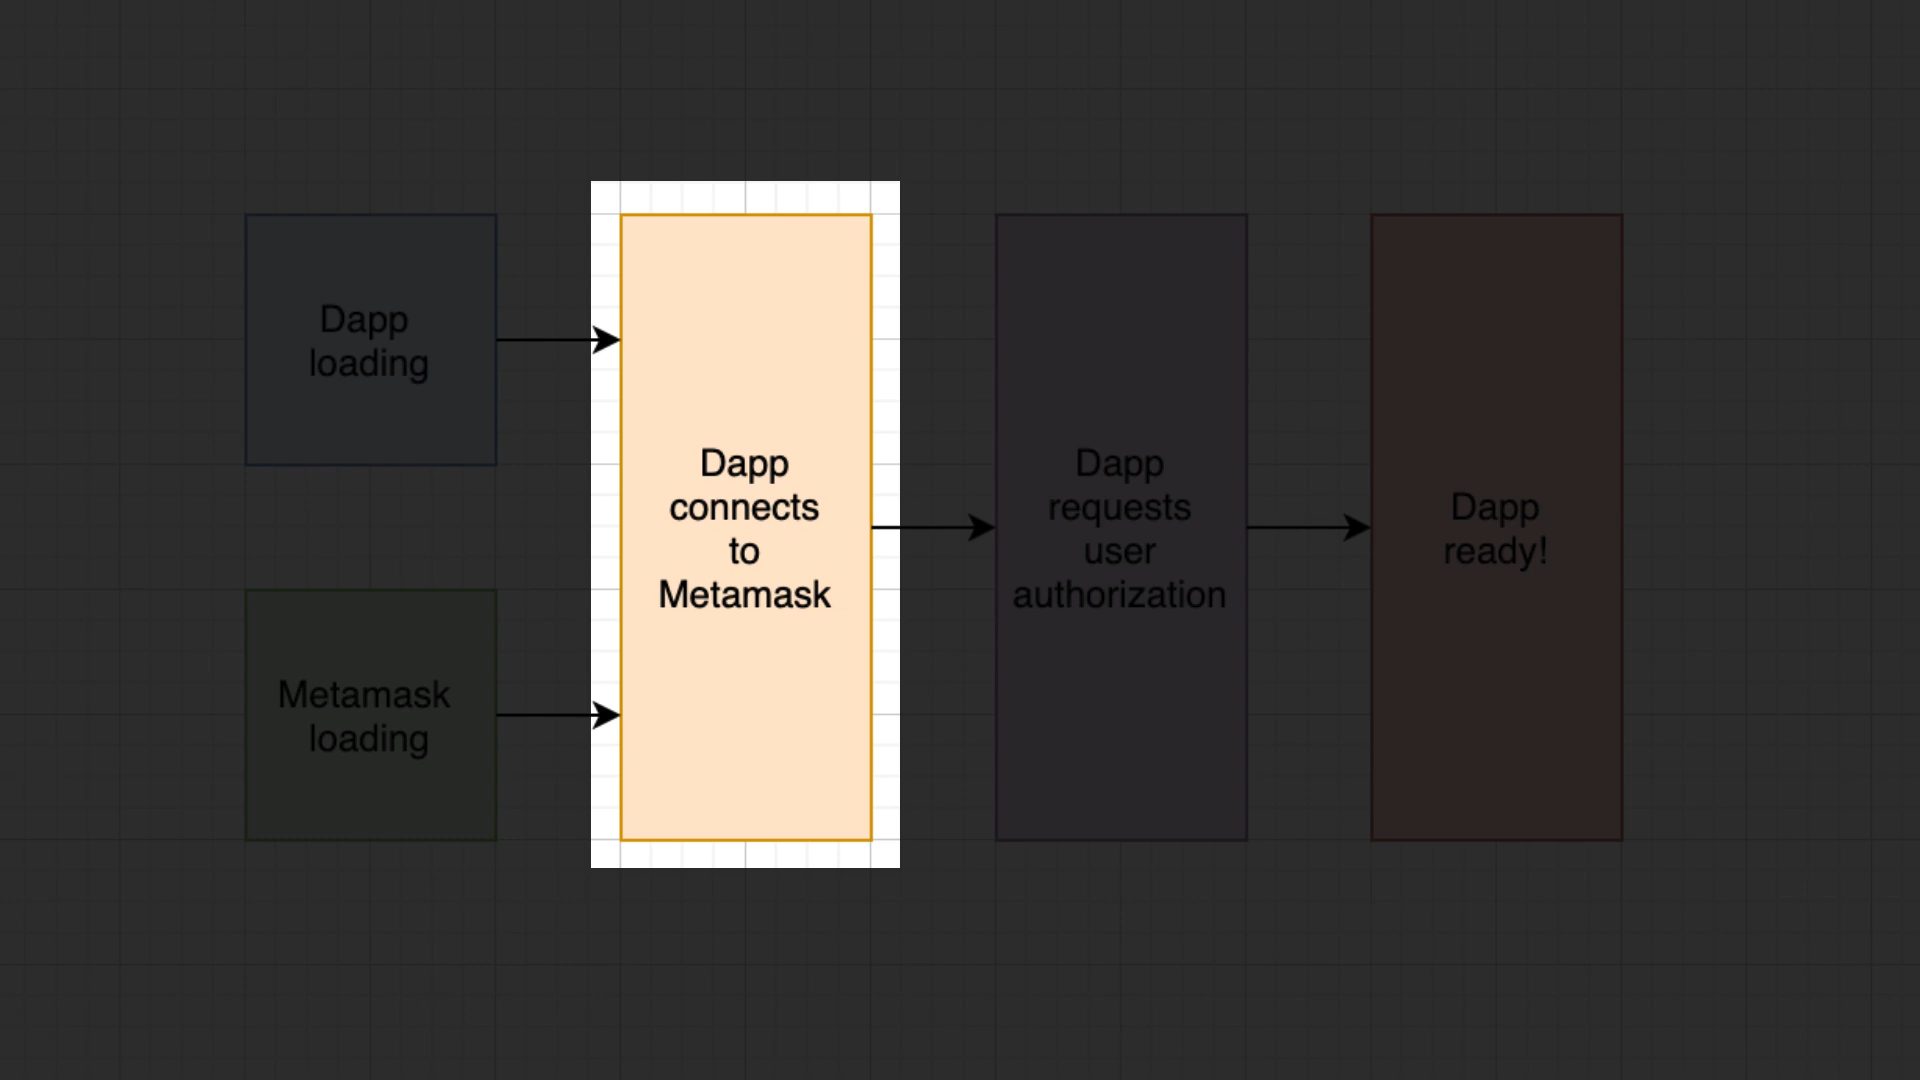 Dapp
loading
Metamask
loading
Dapp
connects
to
Metamask
Dapp
requests
user
authorization
Dapp
ready!